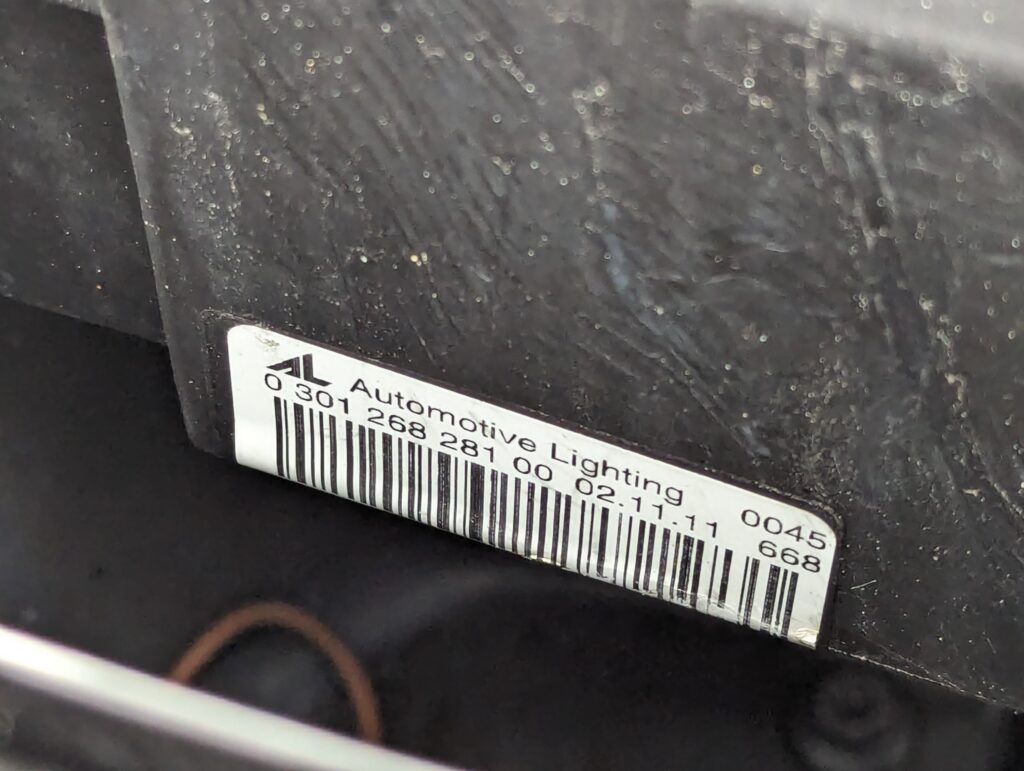 AL Automotive Lighting 0045
0 301 268 281 00 02.11.11 668